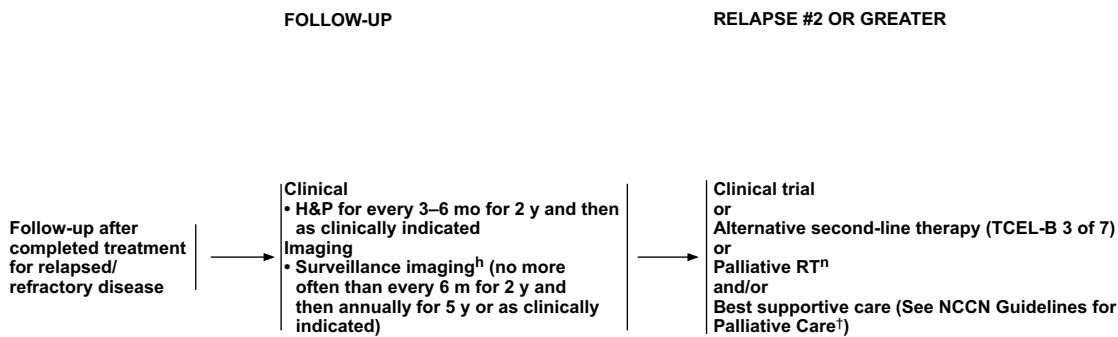 FOLLOW-UP
RELAPSE #2 OR GREATER
Follow-up after
completed treatment
for relapsed/
refractory disease
Clinical
• H&P for every 3–6 mo for 2 y and then
as clinically indicated
Imaging
• Surveillance imagingʰ (no more
often than every 6 m for 2 y and
then annually for 5 y or as clinically
indicated)
Clinical trial
or
Alternative second-line therapy (TCEL-B 3 of 7)
or
Palliative RTⁿ
and/or
Best supportive care (See NCCN Guidelines for
Palliative Care†)